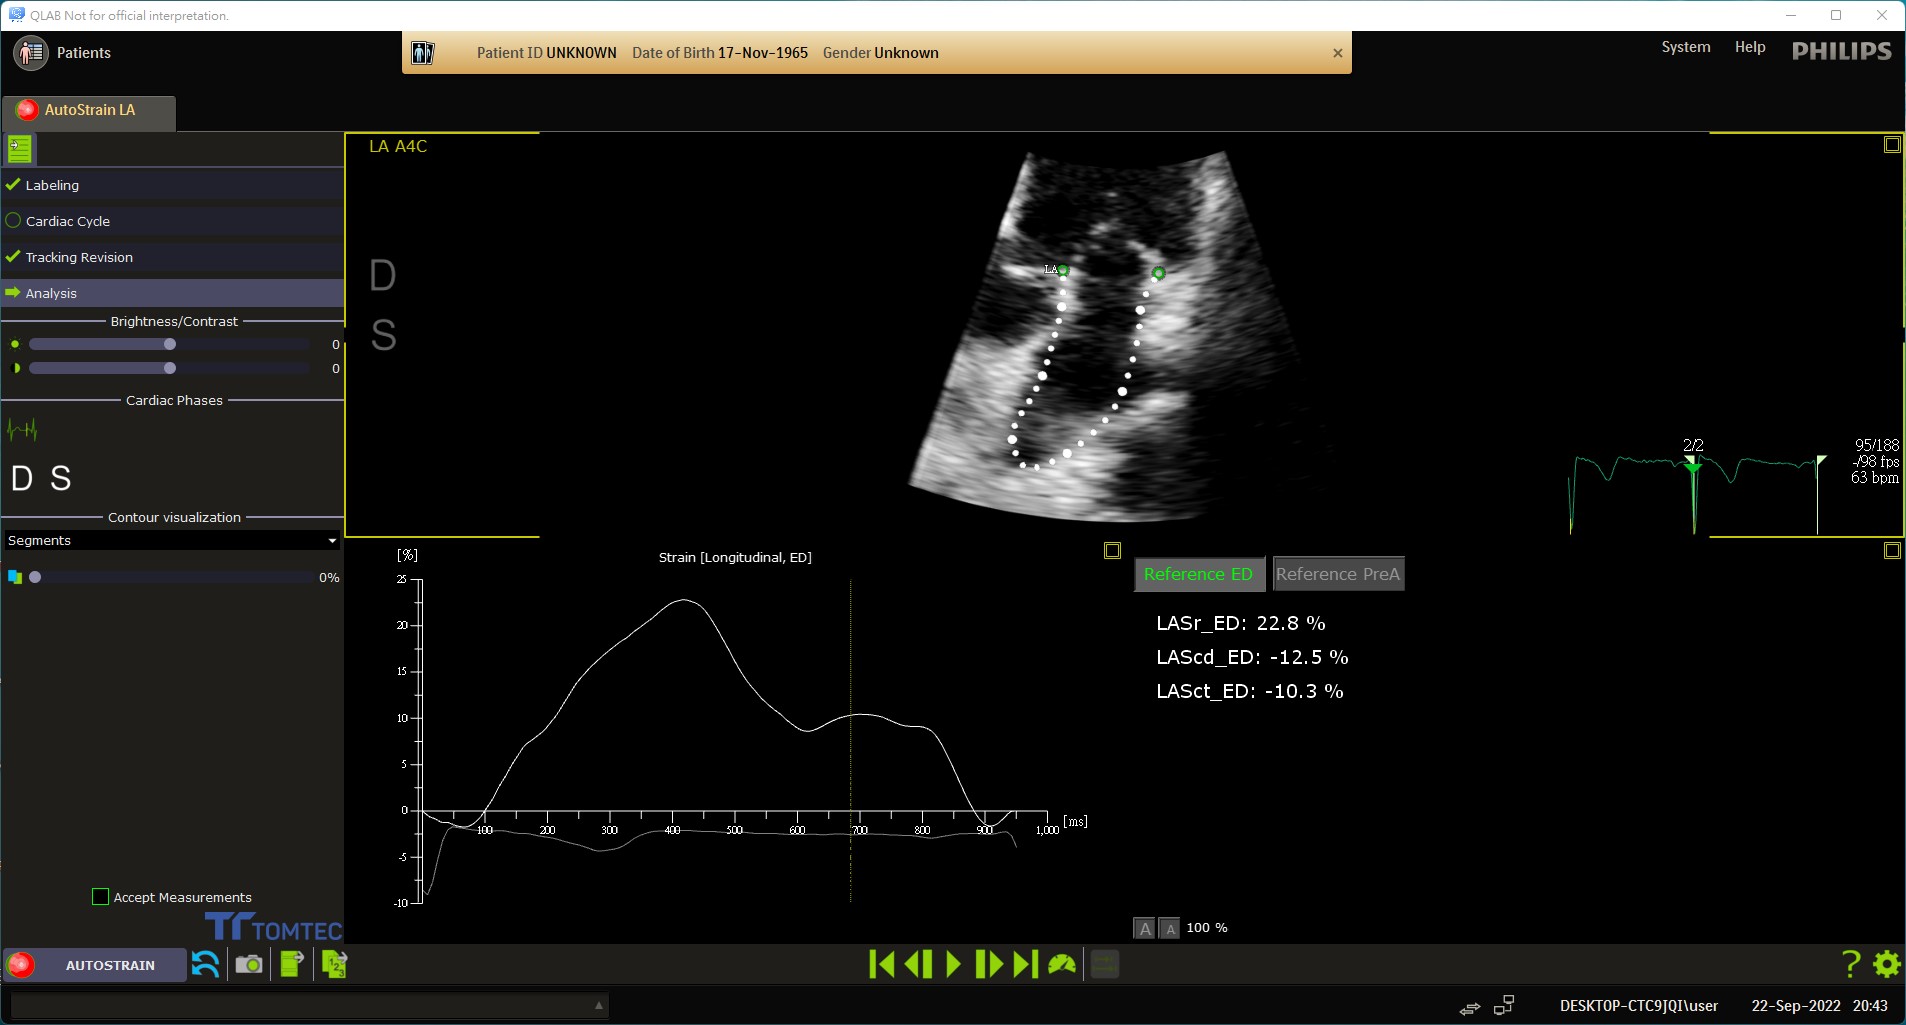 QLAB Not for official interpretation.
Patients
Patient ID UNKNOWN Date of Birth 17-Nov-1965 Gender Unknown
System Help PHILIPS
AutoStrain LA
Labeling
Cardiac Cycle
Tracking Revision
Analysis
Brightness/Contrast
0
0
Cardiac Phases
D S
Contour visualization
Segments
0%
Accept Measurements
TOMTEC
LA A4C
D
S
LA
2/2
95/188
-/98 fps
63 bpm
[%]
Strain [Longitudinal, ED]
25
20
15
10
5
0
-5
-10
100 200 300 400 500 600 700 800 900 1,000 [ms]
Reference ED Reference PreA
LASr_ED: 22.8 %
LAScd_ED: -12.5 %
LASct_ED: -10.3 %
A A 100 %
AUTOSTRAIN
1 2 3
?
DESKTOP-CTC9JQI\user 22-Sep-2022 20:43